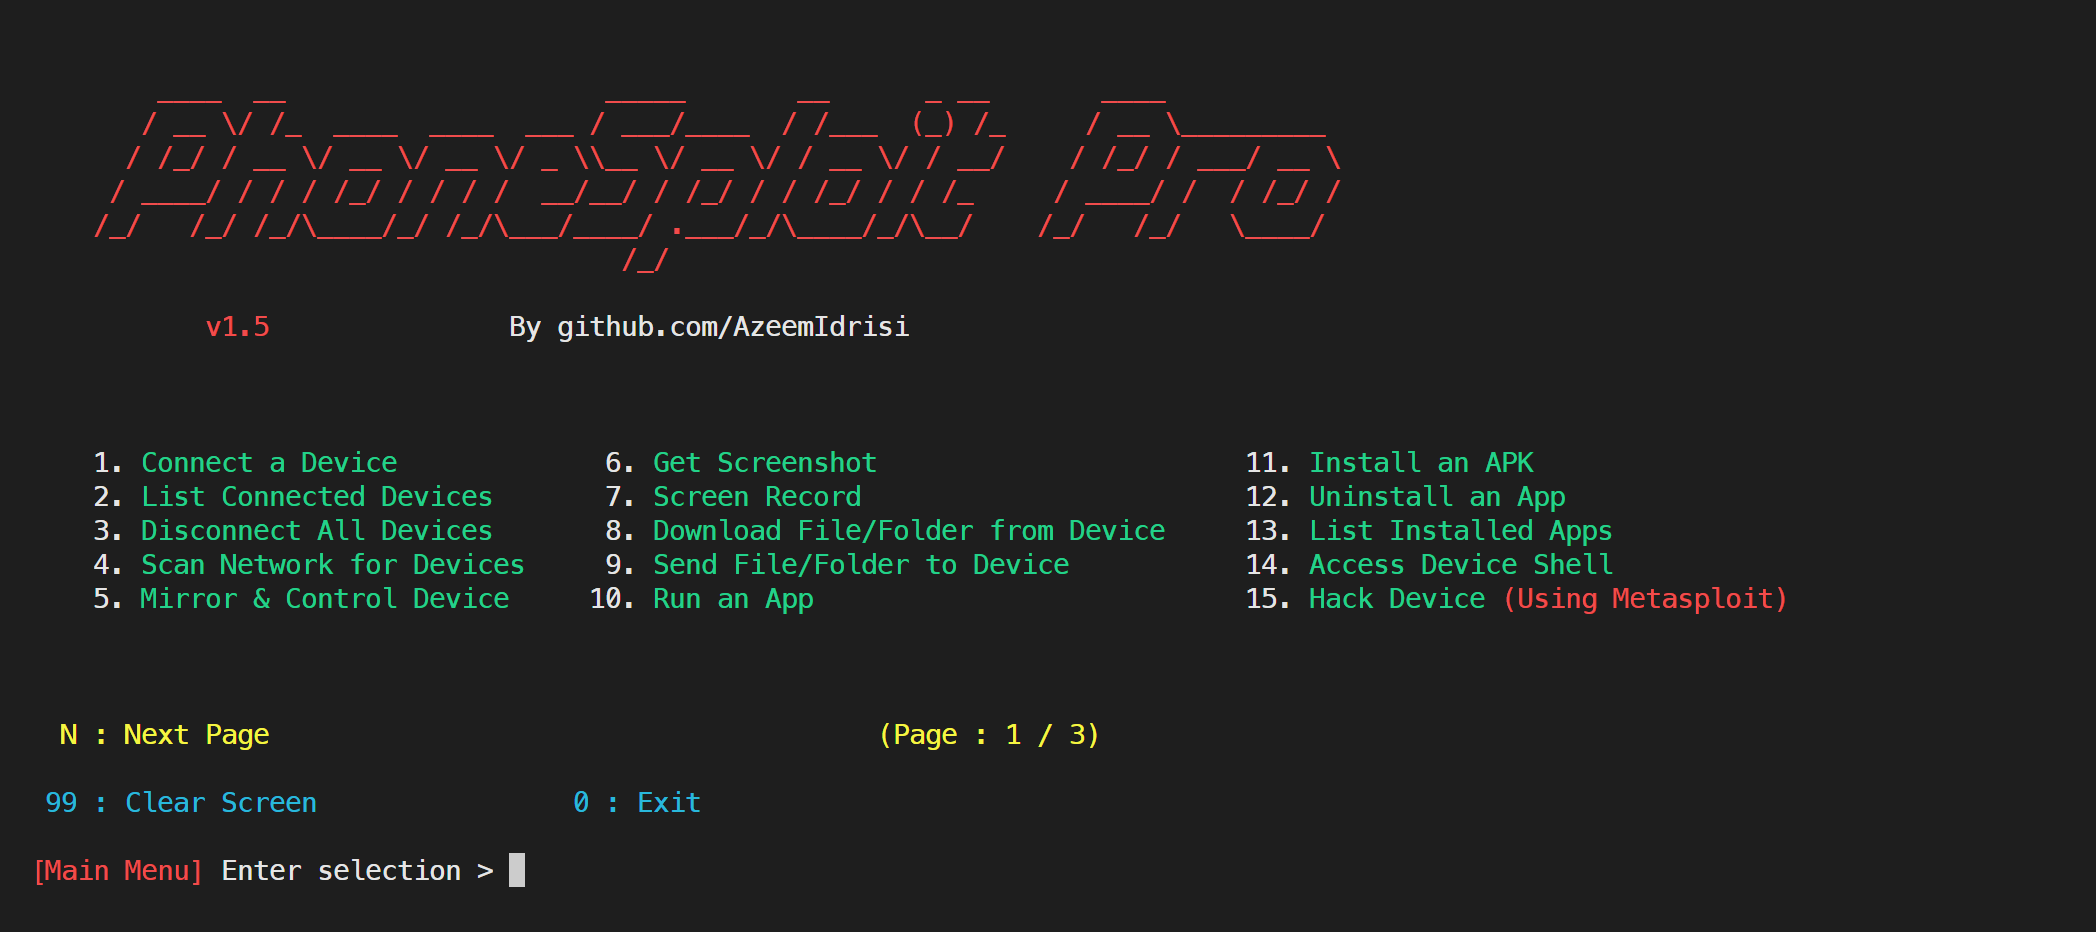 PhoneSploit Pro
v1.5 By github.com/AzeemIdrisi
1. Connect a Device 6. Get Screenshot 11. Install an APK
2. List Connected Devices 7. Screen Record 12. Uninstall an App
3. Disconnect All Devices 8. Download File/Folder from Device 13. List Installed Apps
4. Scan Network for Devices 9. Send File/Folder to Device 14. Access Device Shell
5. Mirror & Control Device 10. Run an App 15. Hack Device (Using Metasploit)
N : Next Page (Page : 1 / 3)
99 : Clear Screen 0 : Exit
[Main Menu] Enter selection >